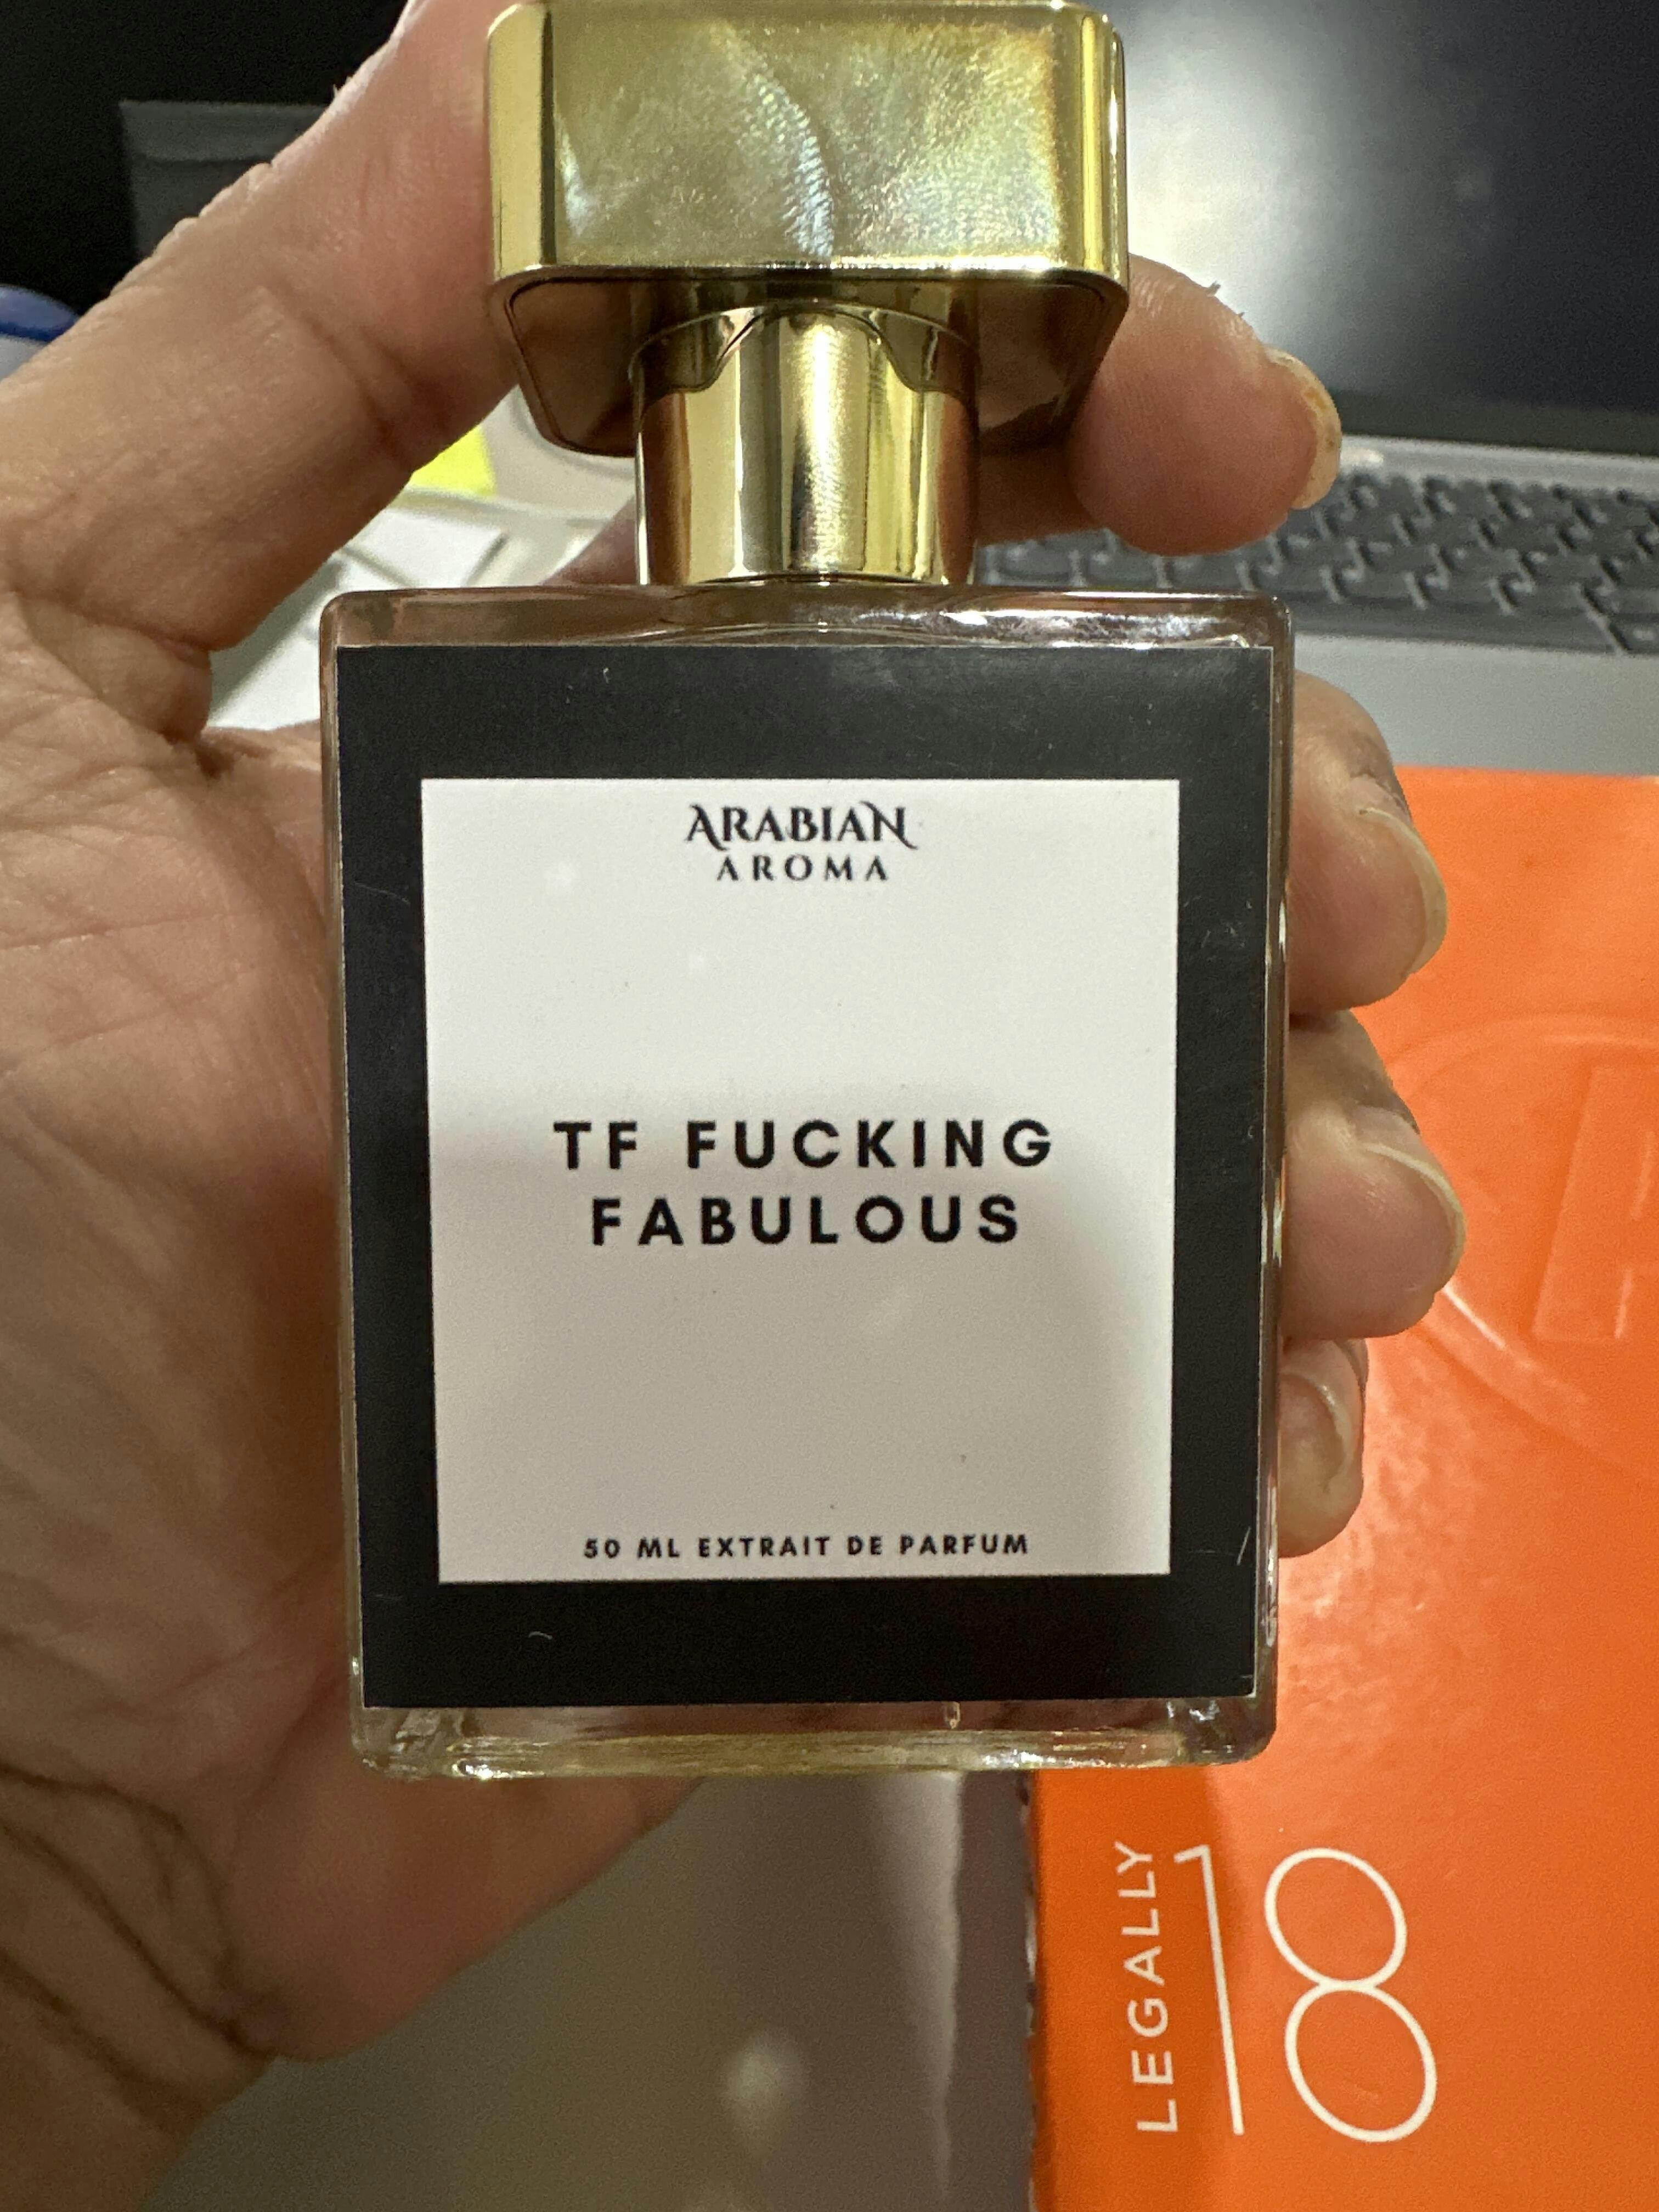 ARABIAN
AROMA
TF FUCKING
FABULOUS
50 ML EXTRAIT DE PARFUM
LEGALLY
18